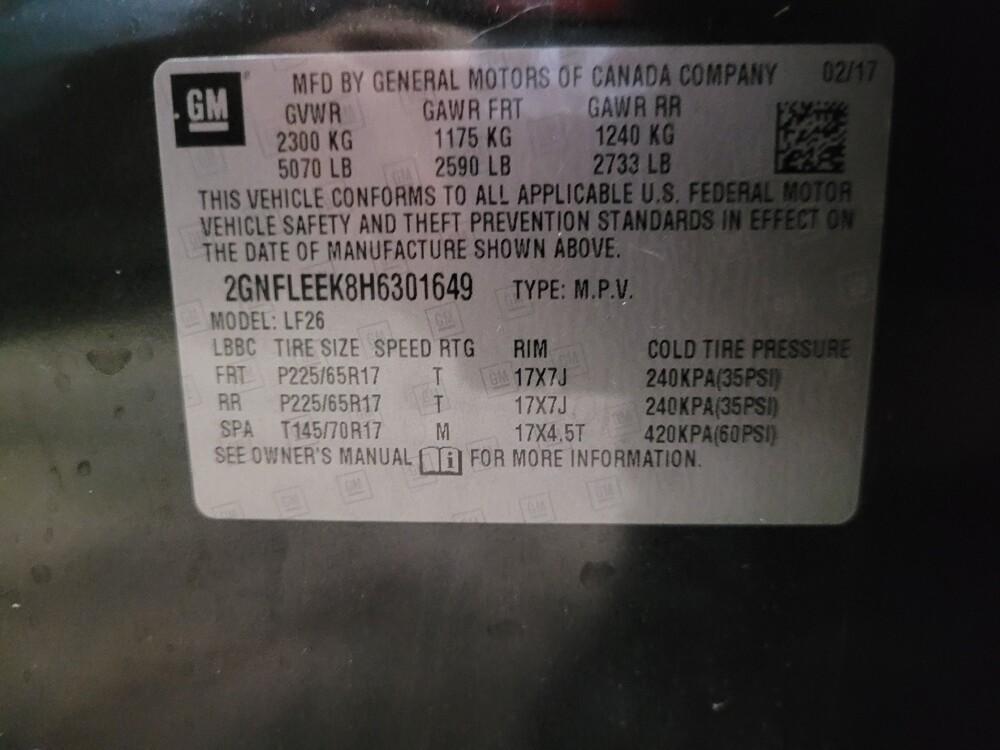 GM
MFD BY GENERAL MOTORS OF CANADA COMPANY 02/17
GVWR GAWR FRT GAWR RR
2300 KG 1175 KG 1240 KG
5070 LB 2590 LB 2733 LB
THIS VEHICLE CONFORMS TO ALL APPLICABLE U.S. FEDERAL MOTOR
VEHICLE SAFETY AND THEFT PREVENTION STANDARDS IN EFFECT ON
THE DATE OF MANUFACTURE SHOWN ABOVE.
2GNFLEEK8H6301649 TYPE: M.P.V.
MODEL: LF26
LBBC TIRE SIZE SPEED RTG RIM COLD TIRE PRESSURE
FRT P225/65R17 T 17X7J 240KPA(35PSI)
RR P225/65R17 T 17X7J 240KPA(35PSI)
SPA T145/70R17 M 17X4.5T 420KPA(60PSI)
SEE OWNER'S MANUAL i FOR MORE INFORMATION.